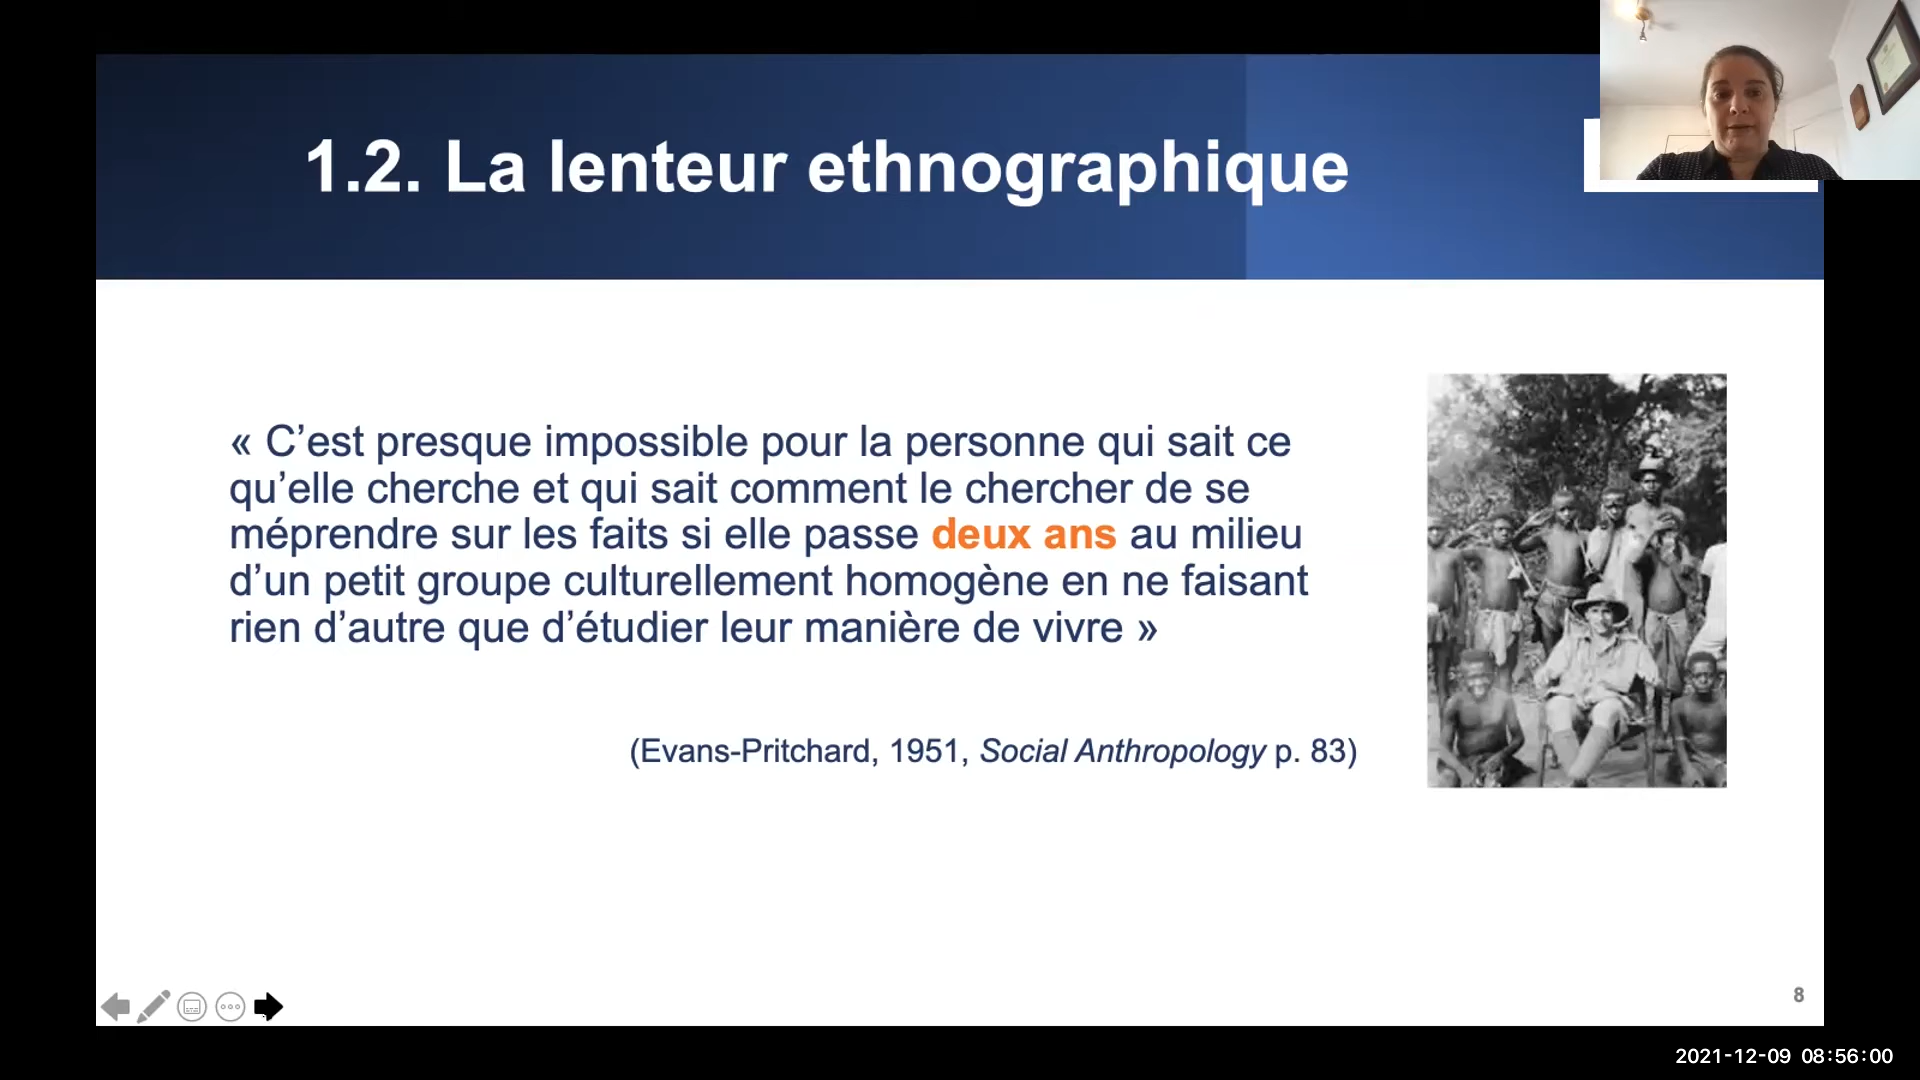 1.2. La lenteur ethnographique
« C’est presque impossible pour la personne qui sait ce
qu’elle cherche et qui sait comment le chercher de se
méprendre sur les faits si elle passe deux ans au milieu
d’un petit groupe culturellement homogène en ne faisant
rien d’autre que d’étudier leur manière de vivre »
(Evans-Pritchard, 1951, Social Anthropology p. 83)
8
2021-12-09 08:56:00